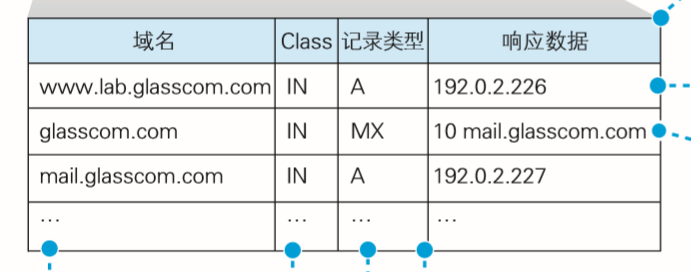 域名 Class 记录类型 响应数据
www.lab.glasscom.com IN A 192.0.2.226
glasscom.com IN MX 10 mail.glasscom.com
mail.glasscom.com IN A 192.0.2.227
… … … …